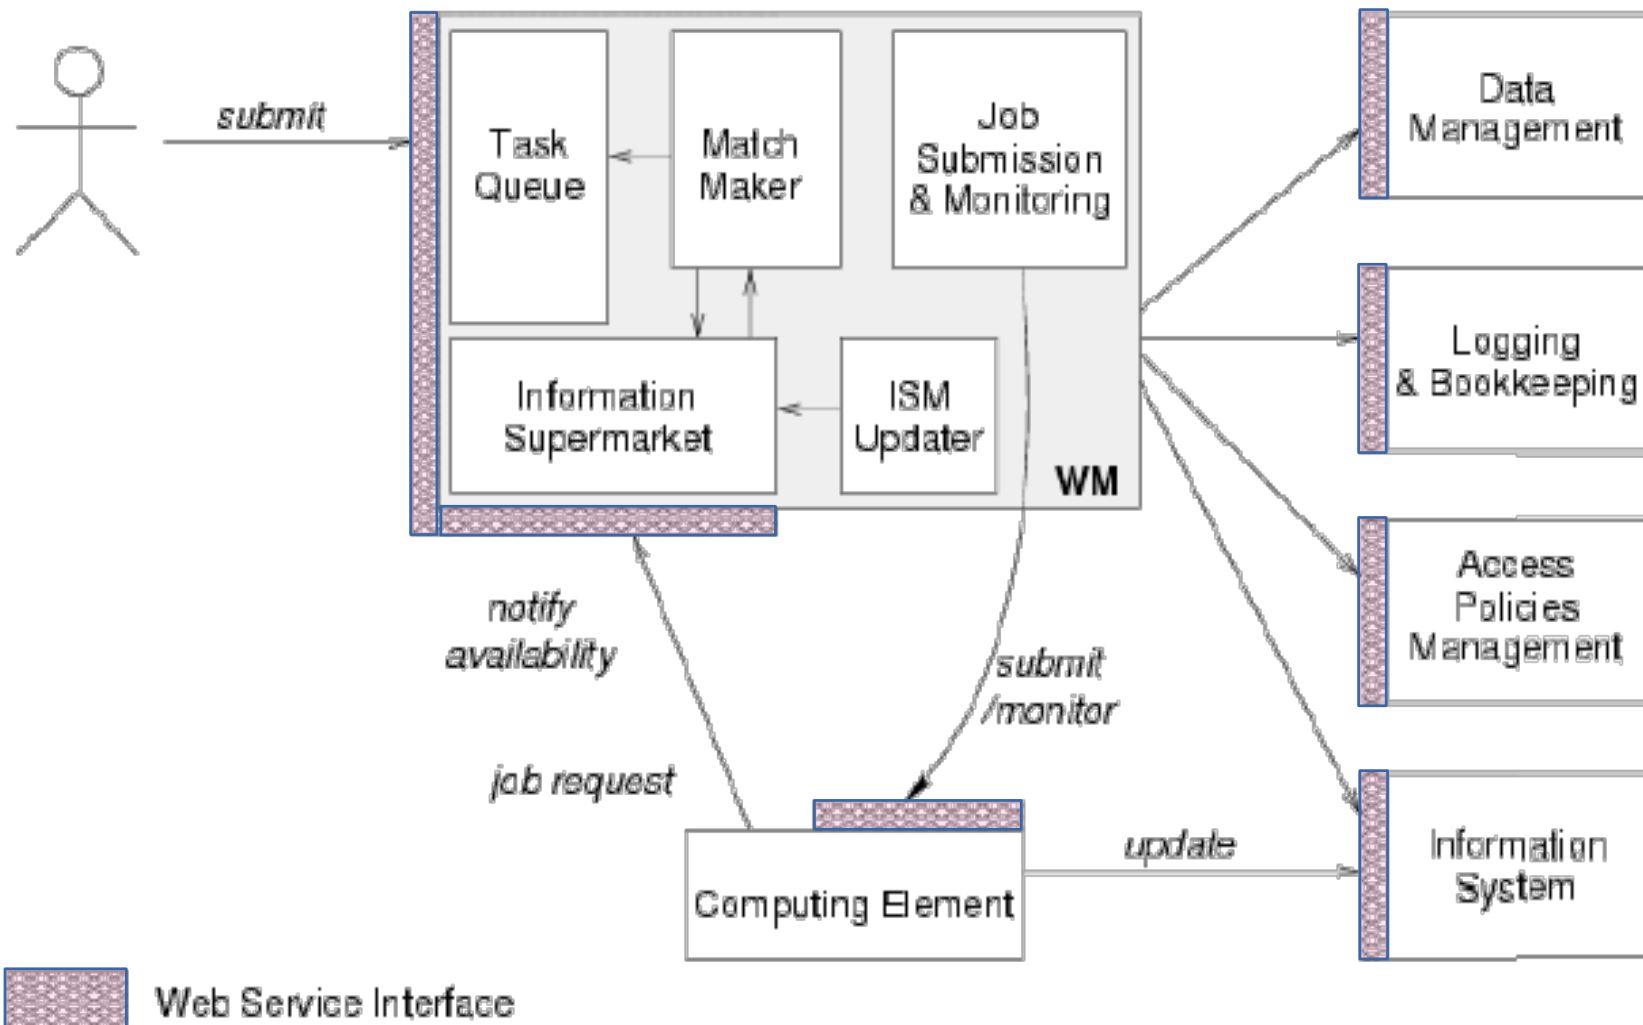 submit
Task
Queue
Match
Maker
Job
Submission
& Monitoring
Data
Management
Logging
& Bookkeeping
Information
Supermarket
ISM
Updater
WM
Access
Policies
Management
notify
availability
submit
/monitor
job request
update
Information
System
Computing Element
Web Service Interface